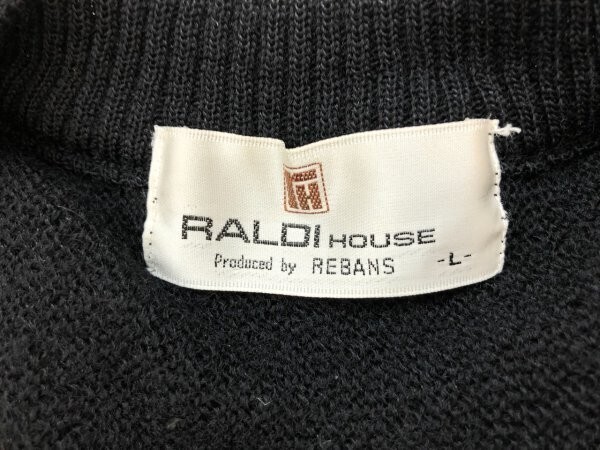 RALDI HOUSE
Produced by REBANS -L-